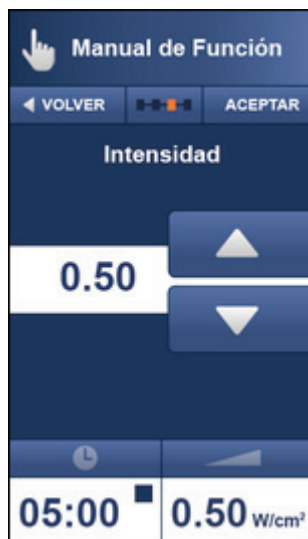 Manual de Función
VOLVER ACEPTAR
Intensidad
0.50
05:00 0.50 W/cm²